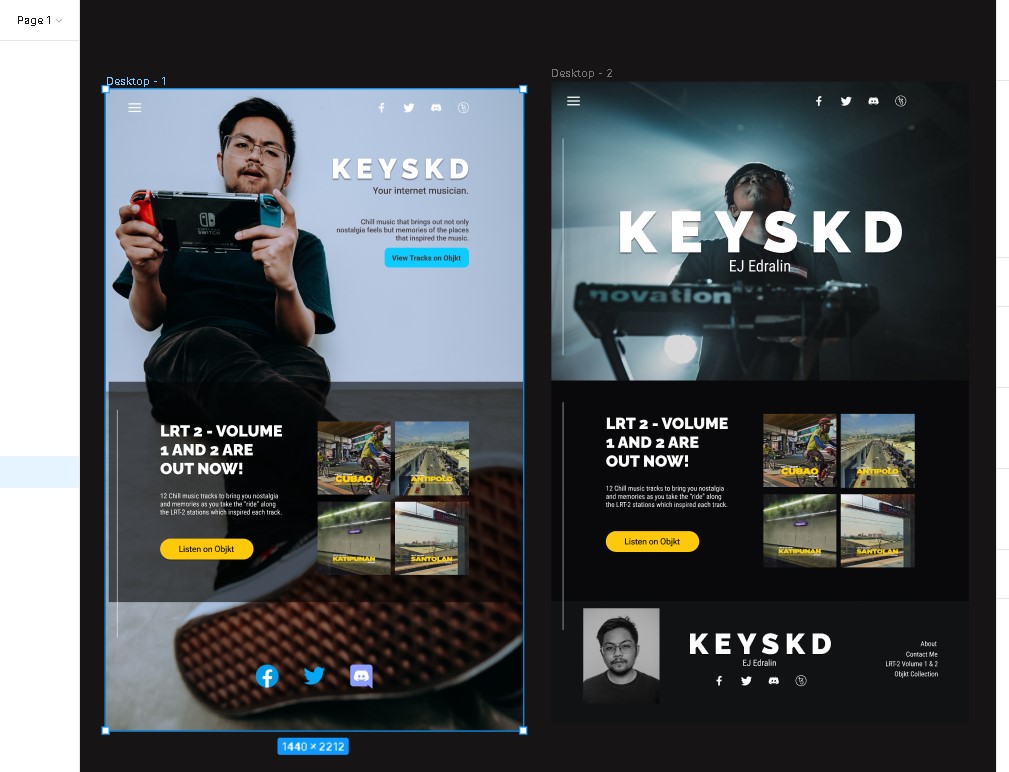 Page 1
Desktop - 1
KEYSKD
Your internet musician.
Chill music that brings out not only
nostalgia feels but memories of the places
that inspired the music.
View Tracks on Objkt
SWITCH
LRT 2 - VOLUME
1 AND 2 ARE
OUT NOW!
12 Chill music tracks to bring you nostalgia
and memories as you take the "ride" along
the LRT-2 stations which inspired each track.
Listen on Objkt
CUBAO
ANTIPOLO
KATIPUNAN
SANTOLAN
1440 × 2212
Desktop - 2
KEYSKD
EJ Edralin
novation
LRT 2 - VOLUME
1 AND 2 ARE
OUT NOW!
12 Chill music tracks to bring you nostalgia
and memories as you take the "ride" along
the LRT-2 stations which inspired each track.
Listen on Objkt
CUBAO
ANTIPOLO
KATIPUNAN
SANTOLAN
KEYSKD
EJ Edralin
About
Contact Me
LRT-2 Volume 1 & 2
Objkt Collection